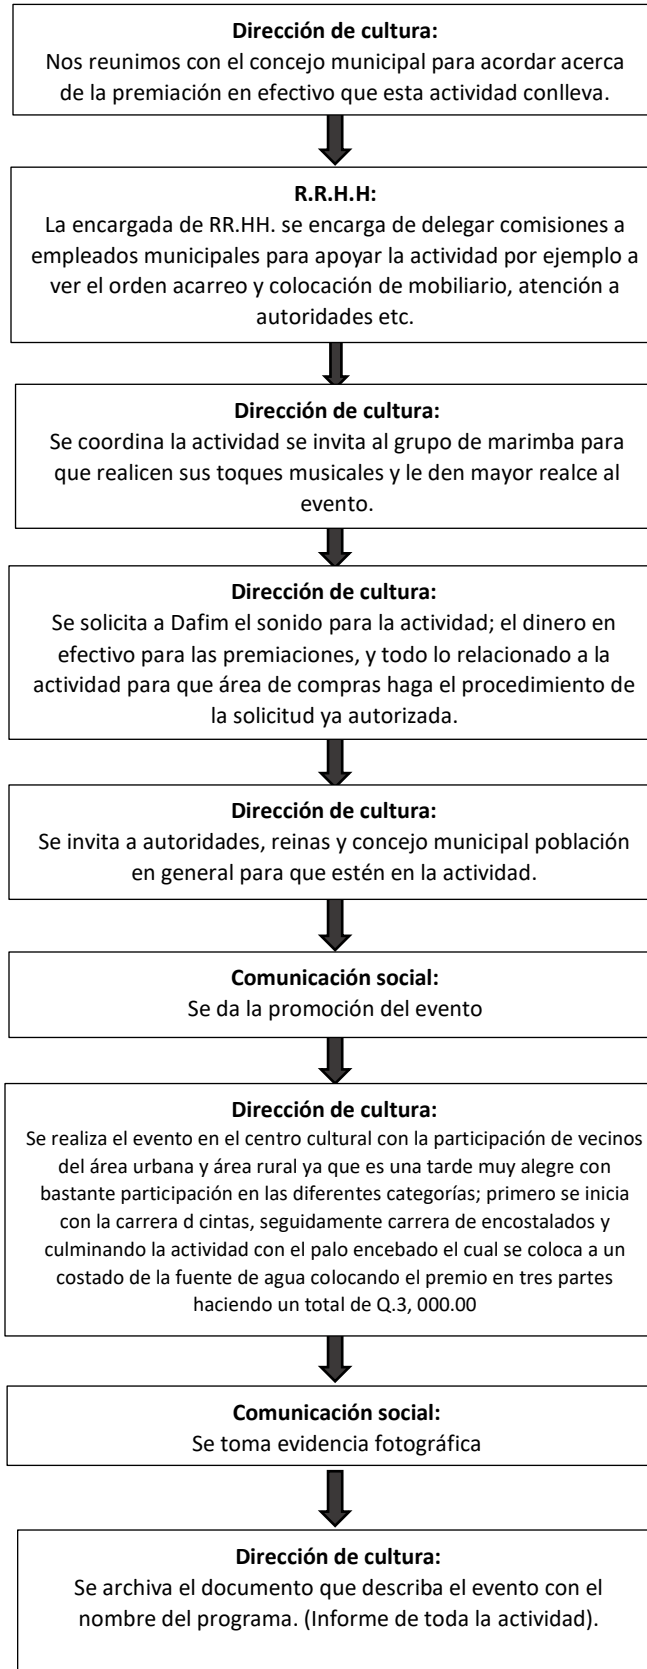 Dirección de cultura:
Nos reunimos con el concejo municipal para acordar acerca
de la premiación en efectivo que esta actividad conlleva.
R.R.H.H:
La encargada de RR.HH. se encarga de delegar comisiones a
empleados municipales para apoyar la actividad por ejemplo a
ver el orden acarreo y colocación de mobiliario, atención a
autoridades etc.
Dirección de cultura:
Se coordina la actividad se invita al grupo de marimba para
que realicen sus toques musicales y le den mayor realce al
evento.
Dirección de cultura:
Se solicita a Dafim el sonido para la actividad; el dinero en
efectivo para las premiaciones, y todo lo relacionado a la
actividad para que área de compras haga el procedimiento de
la solicitud ya autorizada.
Dirección de cultura:
Se invita a autoridades, reinas y concejo municipal población
en general para que estén en la actividad.
Comunicación social:
Se da la promoción del evento
Dirección de cultura:
Se realiza el evento en el centro cultural con la participación de vecinos
del área urbana y área rural ya que es una tarde muy alegre con
bastante participación en las diferentes categorías; primero se inicia
con la carrera d cintas, seguidamente carrera de encostalados y
culminando la actividad con el palo encebado el cual se coloca a un
costado de la fuente de agua colocando el premio en tres partes
haciendo un total de Q.3, 000.00
Comunicación social:
Se toma evidencia fotográfica
Dirección de cultura:
Se archiva el documento que describa el evento con el
nombre del programa. (Informe de toda la actividad).